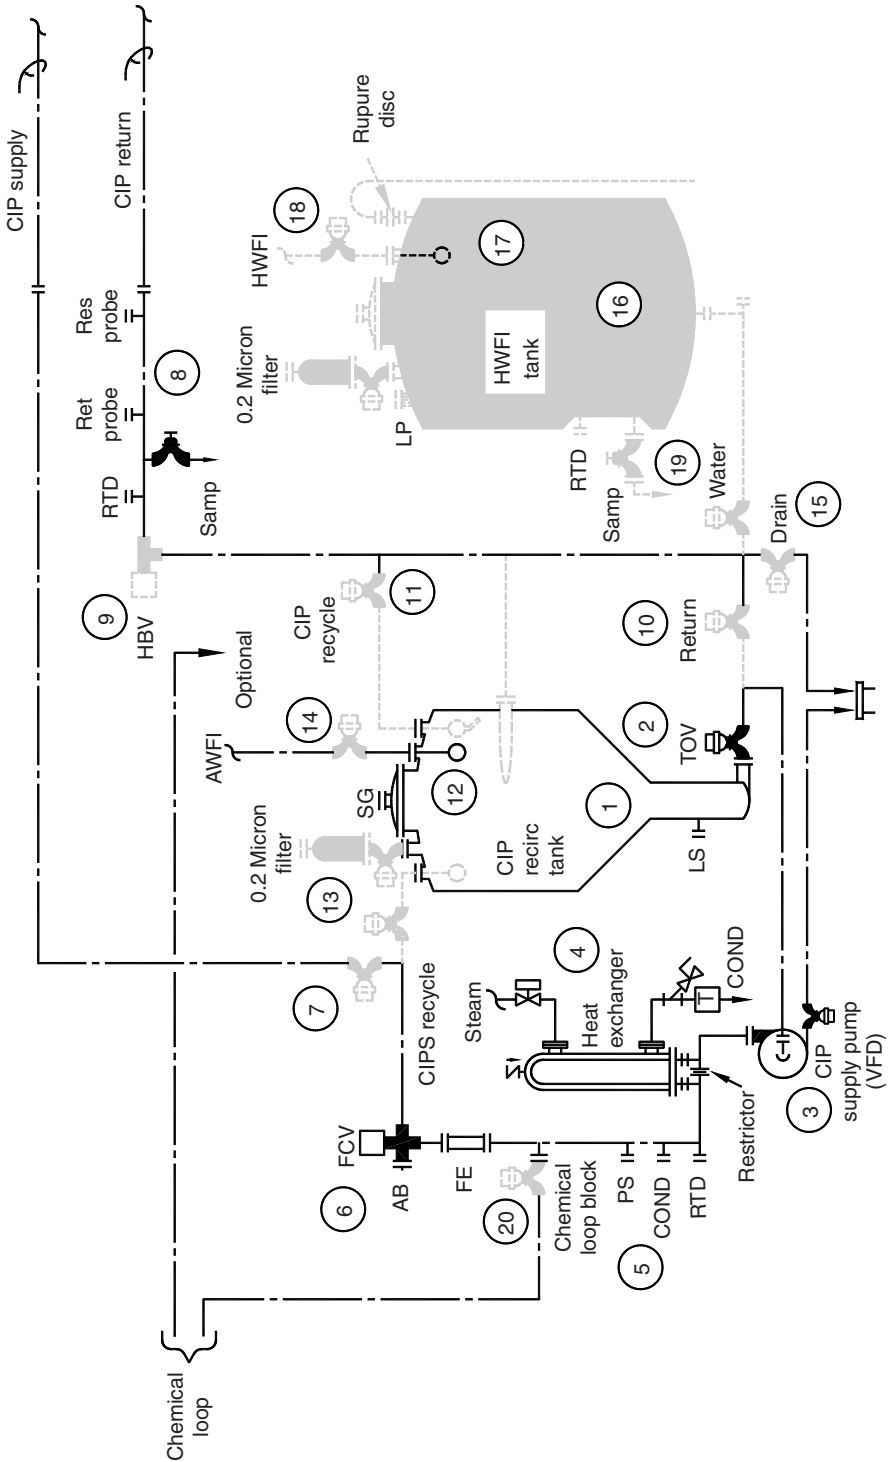 CIP supply
CIP return
Res
probe
8
Ret
probe
RTD
Samp
9
HBV
Rupure
disc
18
HWFI
17
16
HWFI
tank
0.2 Micron
filter
LP
RTD
Samp
19
Water
Drain
15
11
CIP
recycle
10
Return
Optional
14
AWFI
2
TOV
SG
12
1
CIP
recirc
tank
LS
0.2 Micron
filter
13
7
CIPS recycle
4
Steam
Heat
exchanger
T
COND
CIP
supply pump
(VFD)
3
Restrictor
FCV
6
AB
FE
20
Chemical
loop block
PS
COND
RTD
5
Chemical
loop